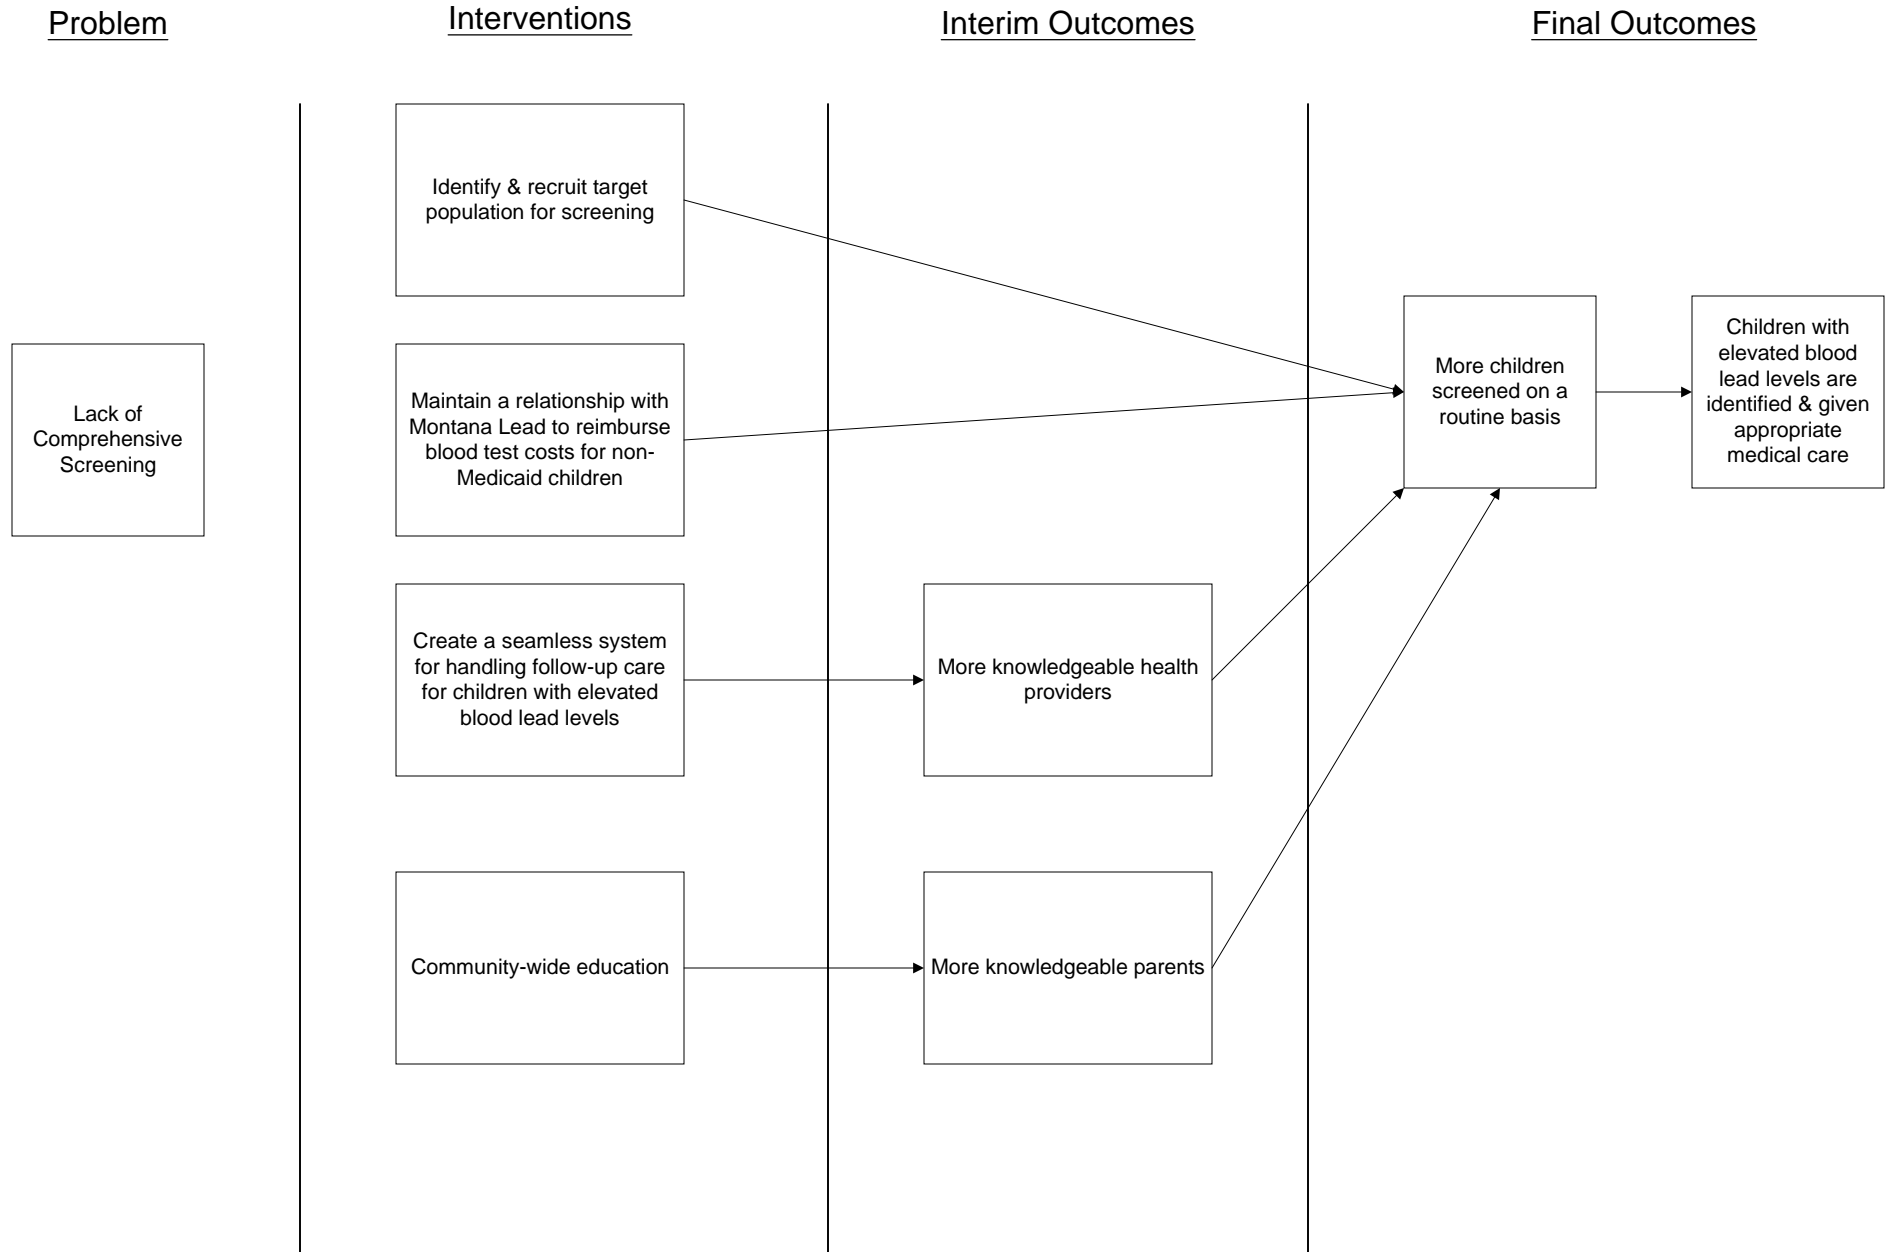 Problem
Interventions
Interim Outcomes
Final Outcomes
Lack of
Comprehensive
Screening
Identify & recruit target
population for screening
Maintain a relationship with
Montana Lead to reimburse
blood test costs for non-
Medicaid children
Create a seamless system
for handling follow-up care
for children with elevated
blood lead levels
Community-wide education
More knowledgeable health
providers
More knowledgeable parents
More children
screened on a
routine basis
Children with
elevated blood
lead levels are
identified & given
appropriate
medical care